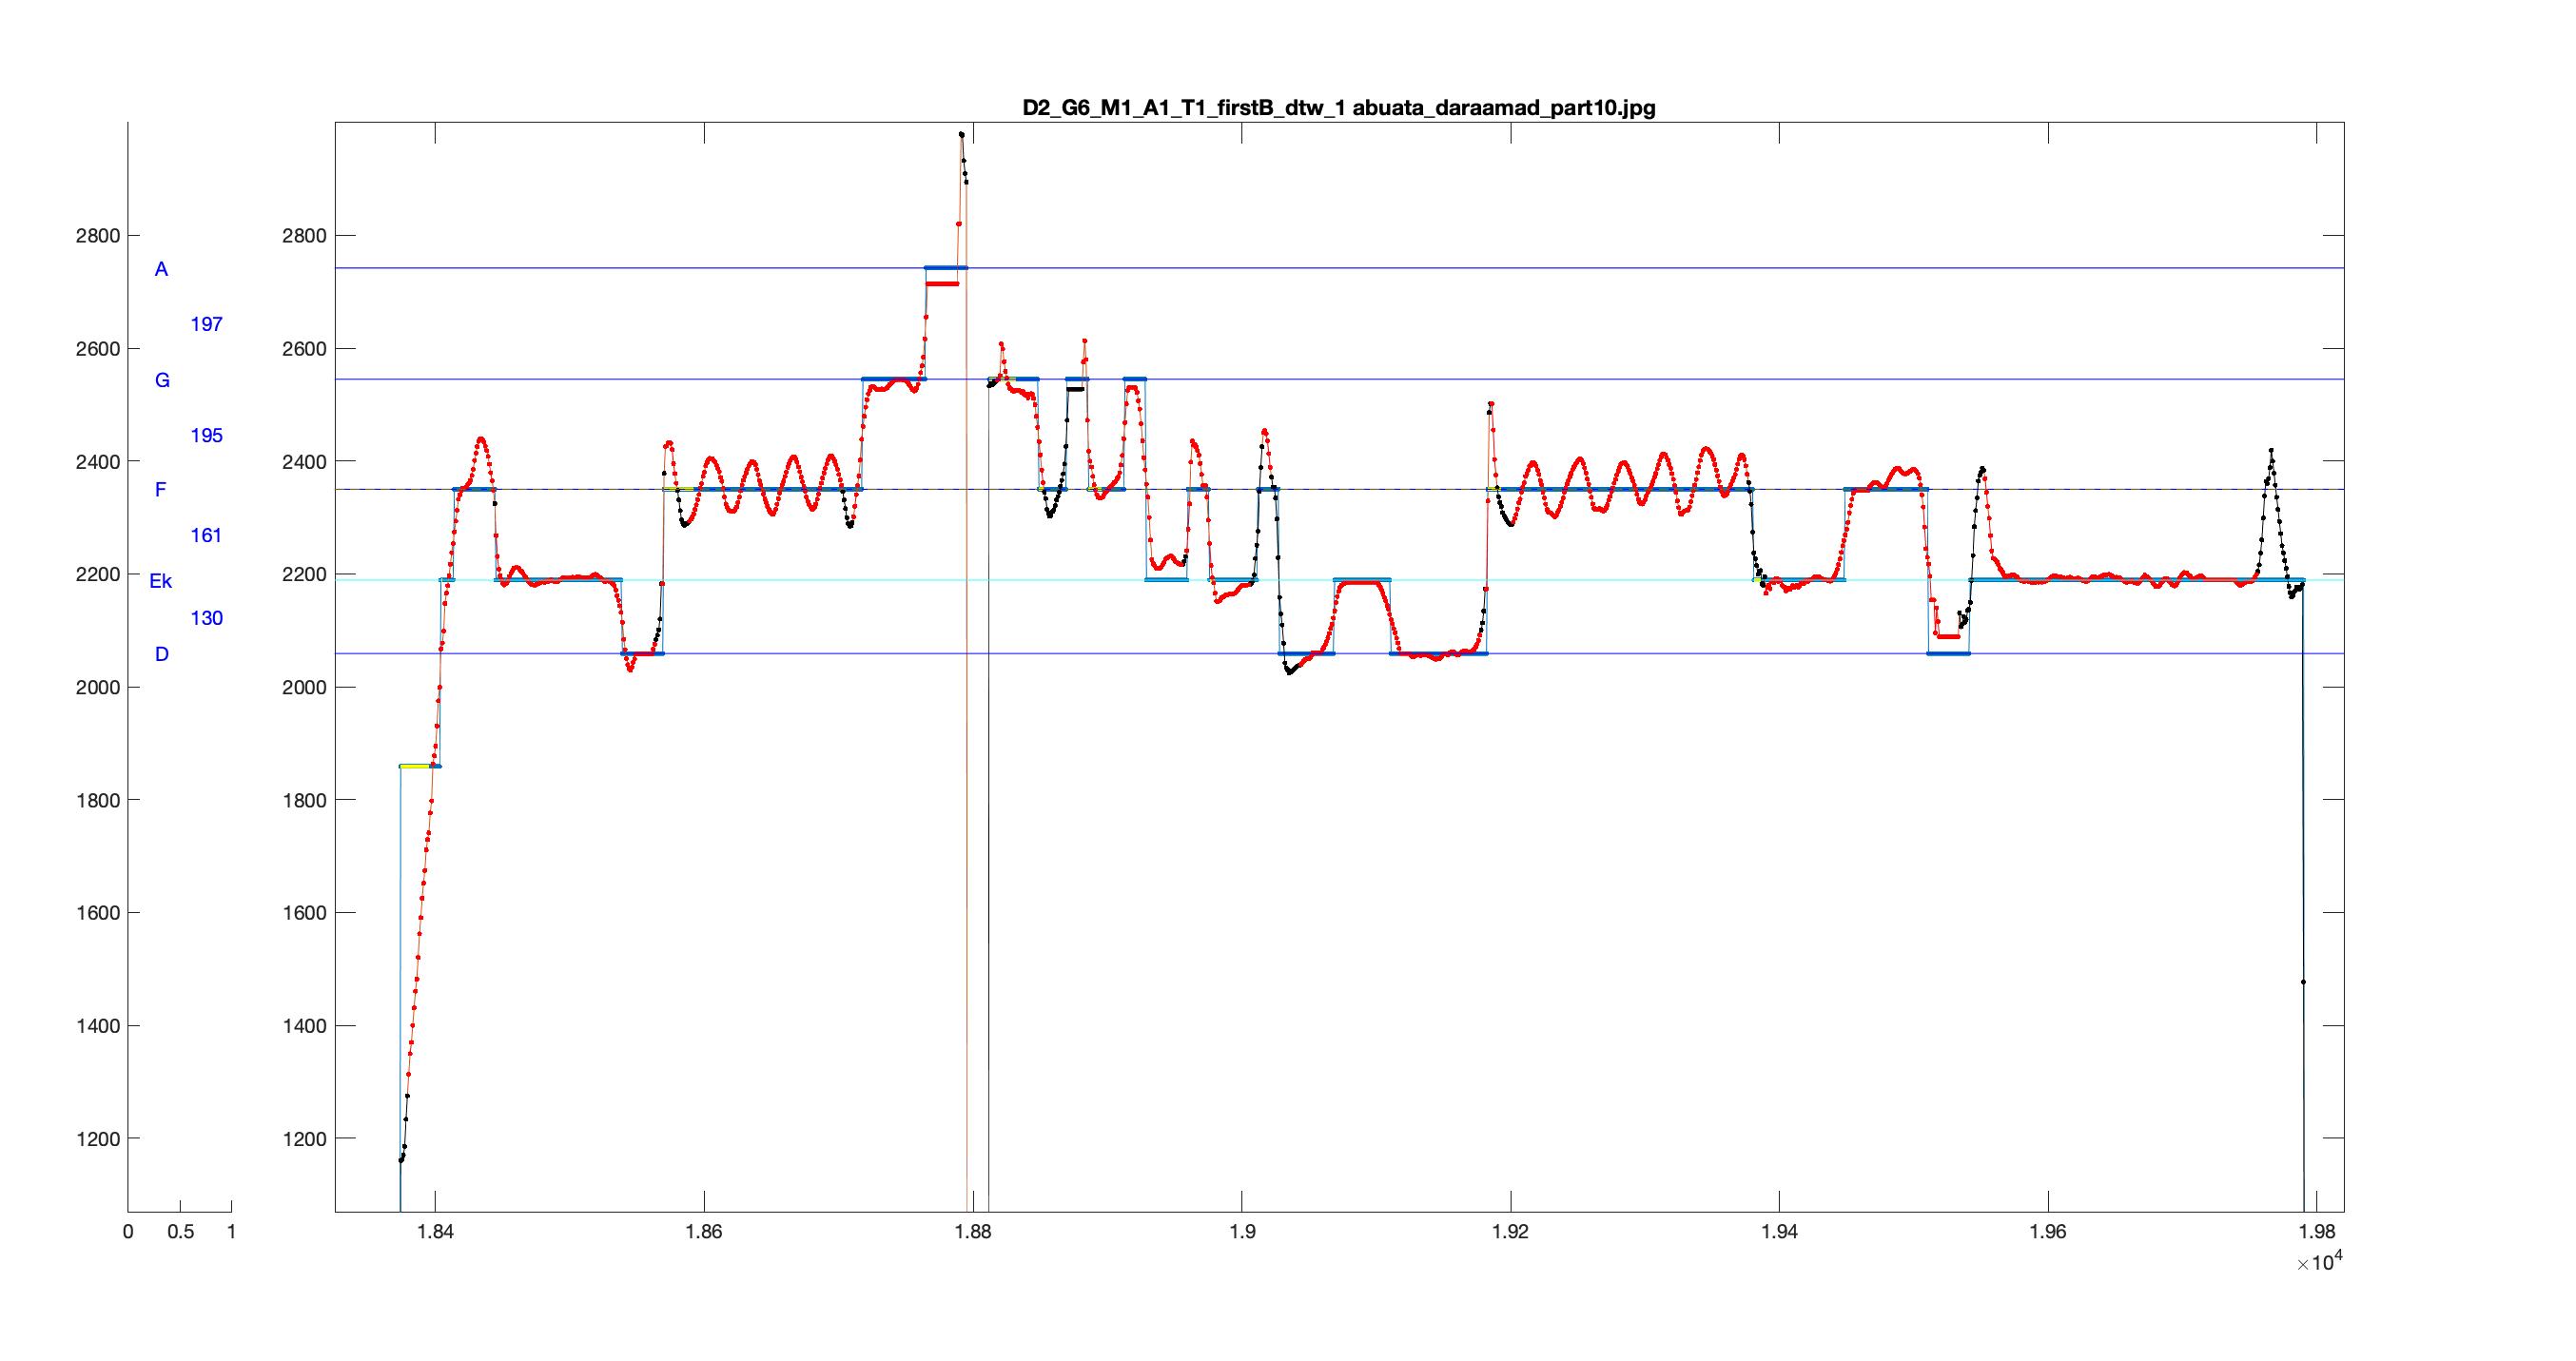 D2_G6_M1_A1_T1_firstB_dtw_1 abuata_daraamad_part10.jpg
2800 2800
A
197
2600 2600
G
195
2400 2400
F
161
2200 Ek 2200
130
D
2000 2000
1800 1800
1600 1600
1400 1400
1200 1200
0 0.5 1 1.84 1.86 1.88 1.9 1.92 1.94 1.96 1.98
×10^4